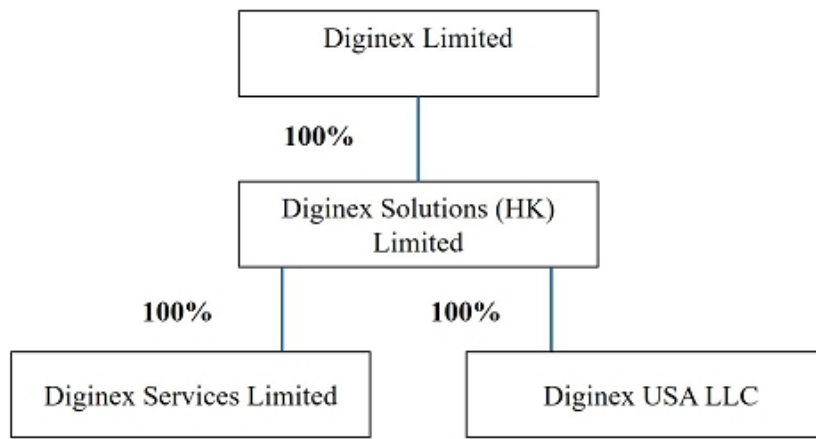 Diginex Limited
100%
Diginex Solutions (HK)
Limited
100%
100%
Diginex Services Limited
Diginex USA LLC